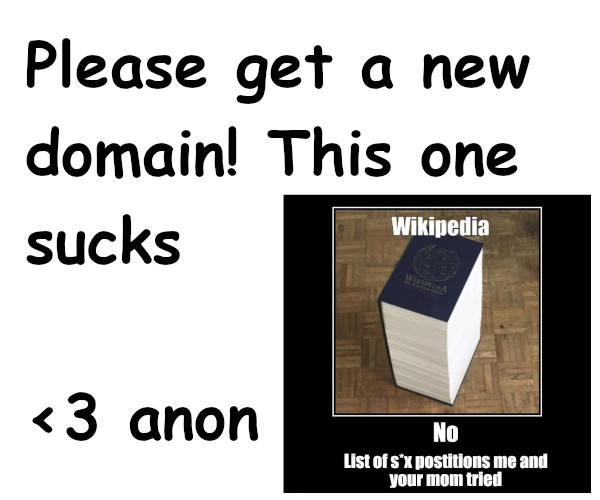 Please get a new
domain! This one
sucks
<3 anon
Wikipedia
WIKIPEDIA
No
List of s*x postitions me and
your mom tried